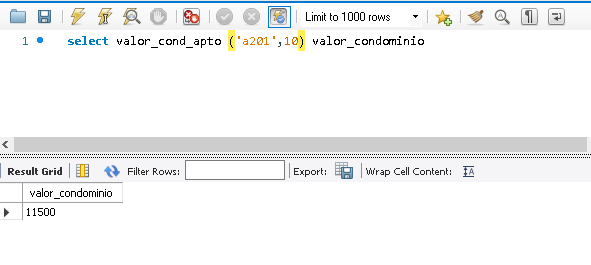 Limit to 1000 rows
1 select valor_cond_apto ('a201',10) valor_condominio
Result Grid Filter Rows: Export: Wrap Cell Content:
valor_condominio
11500